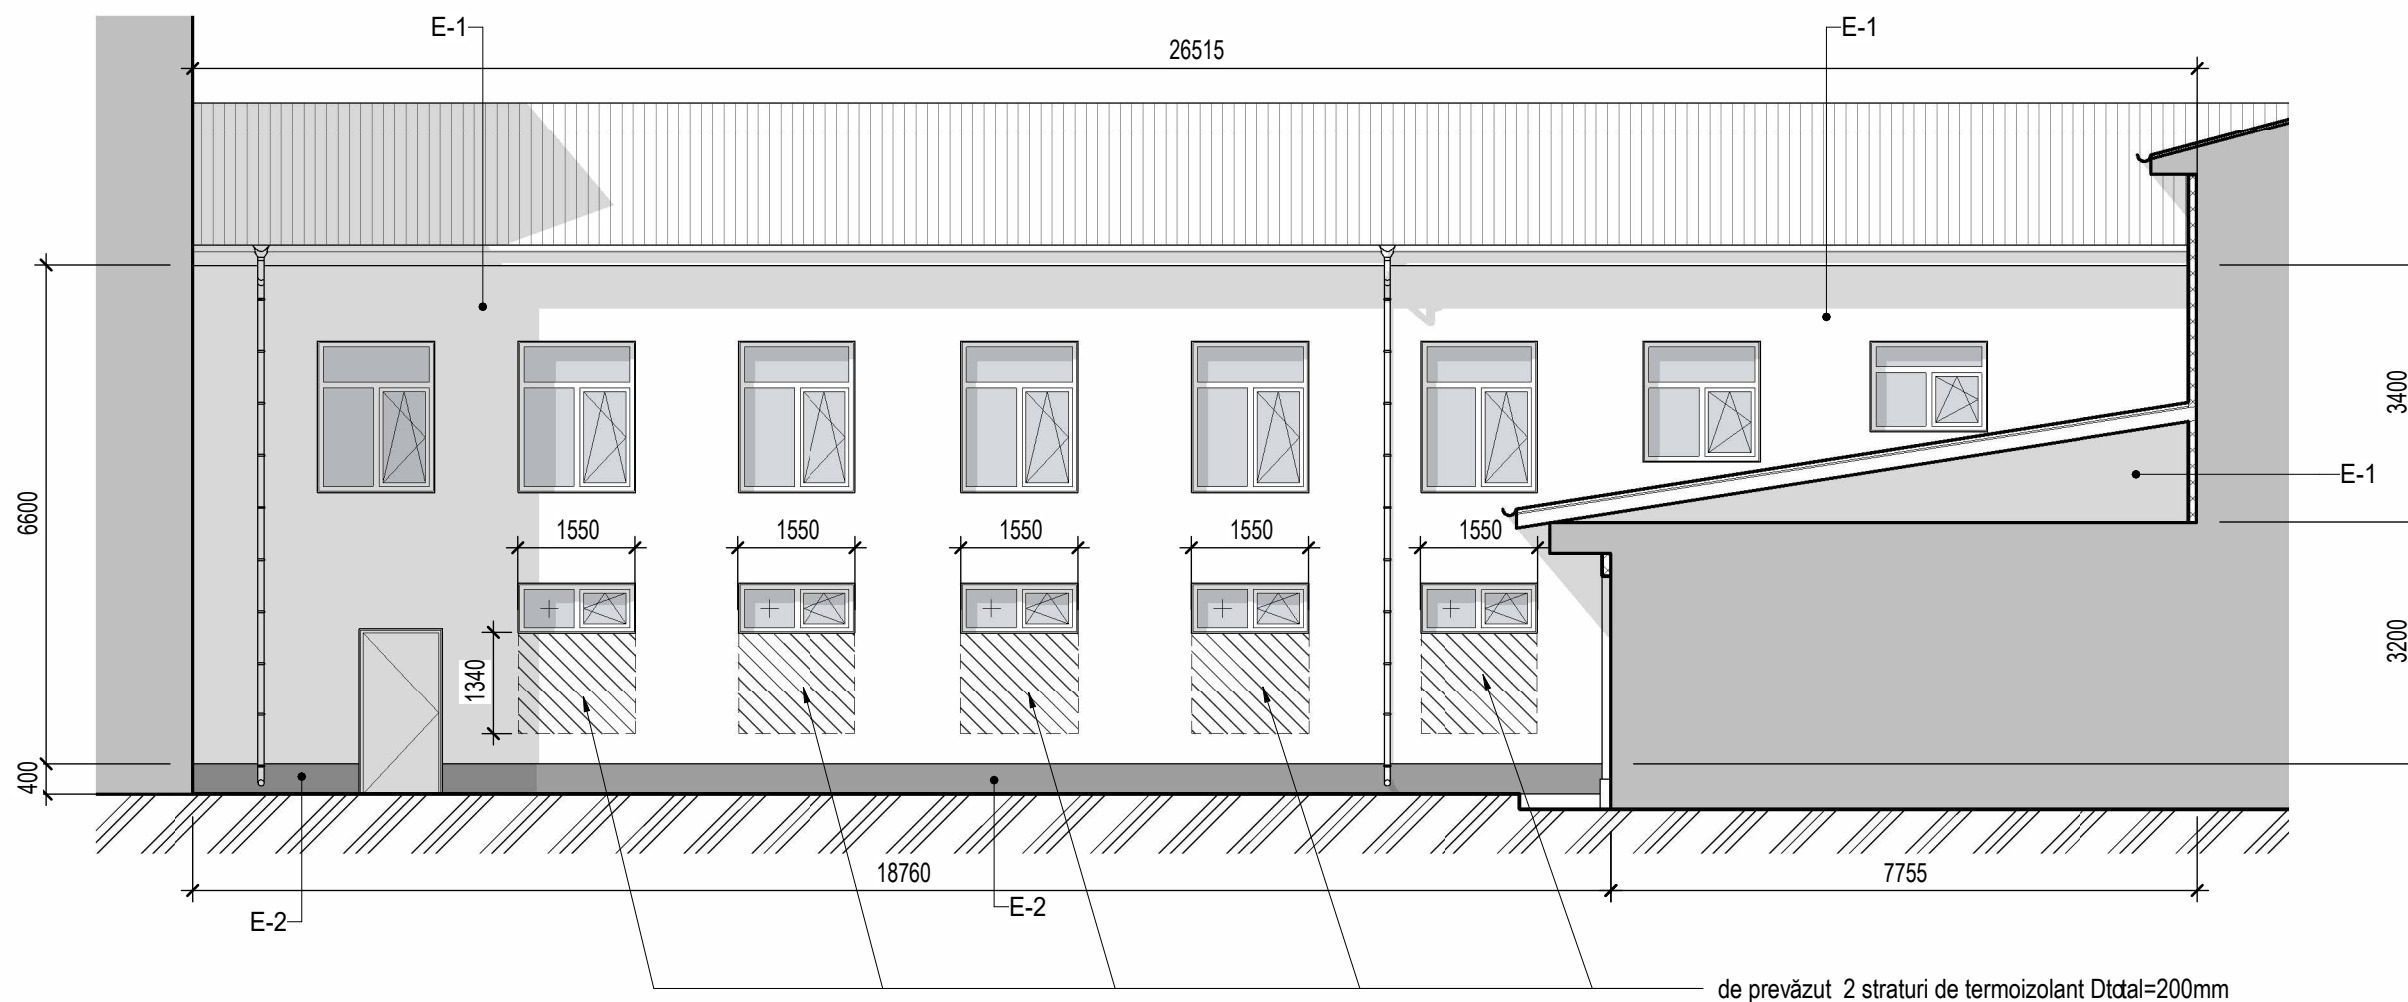 E-1
E-1
26515
6600
3400
E-1
1550
1550
1550
1550
1550
1340
3200
400
18760
7755
E-2
E-2
de prevăzut 2 straturi de termoizolant Dtotal=200mm